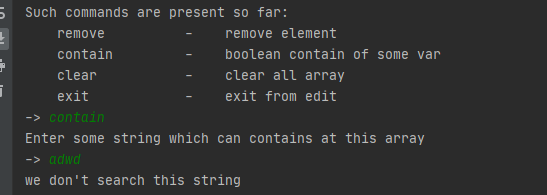 Such commands are present so far:
remove - remove element
contain - boolean contain of some var
clear - clear all array
exit - exit from edit
-> contain
Enter some string which can contains at this array
-> adwd
we don't search this string